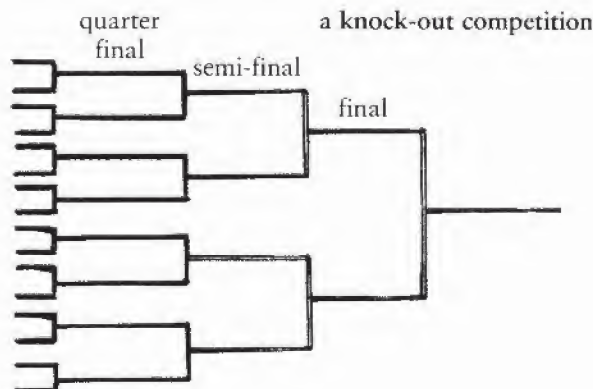 quarter
final
a knock-out competition
semi-final
final